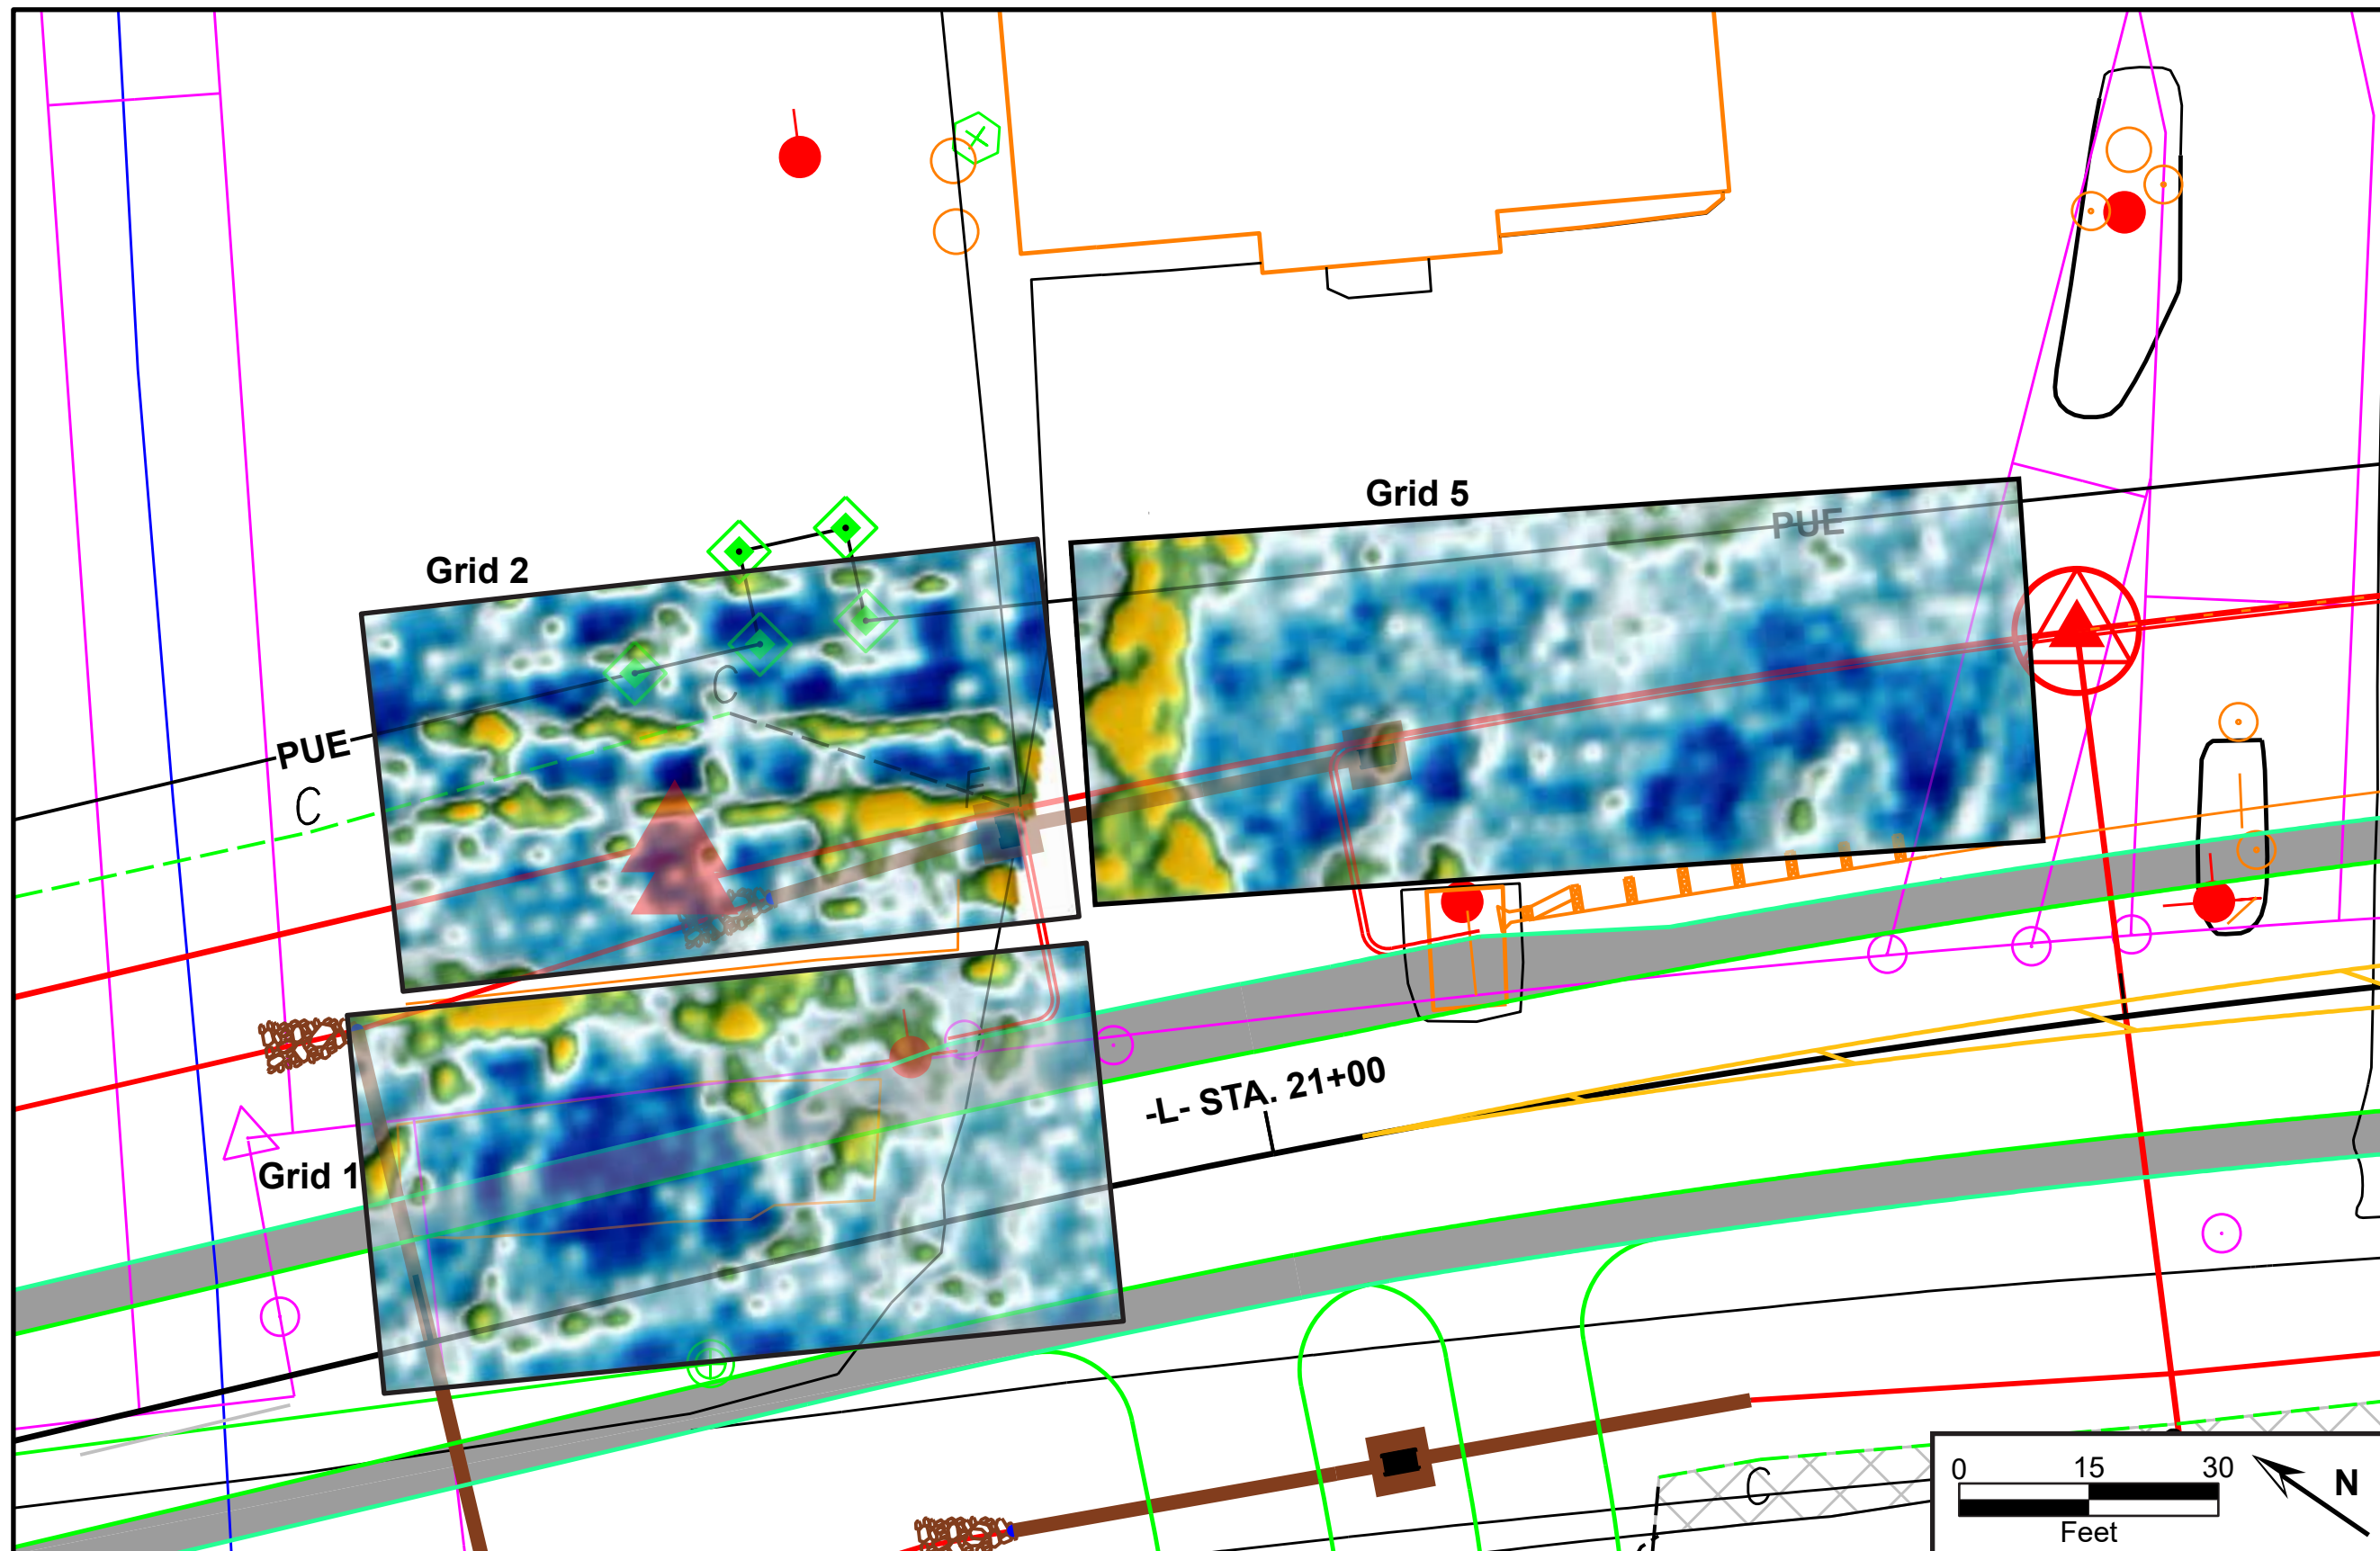 Grid 5
PUE
Grid 2
C
PUE
C
F
-L- STA. 21+00
Grid 1
0 15 30
Feet
N
C